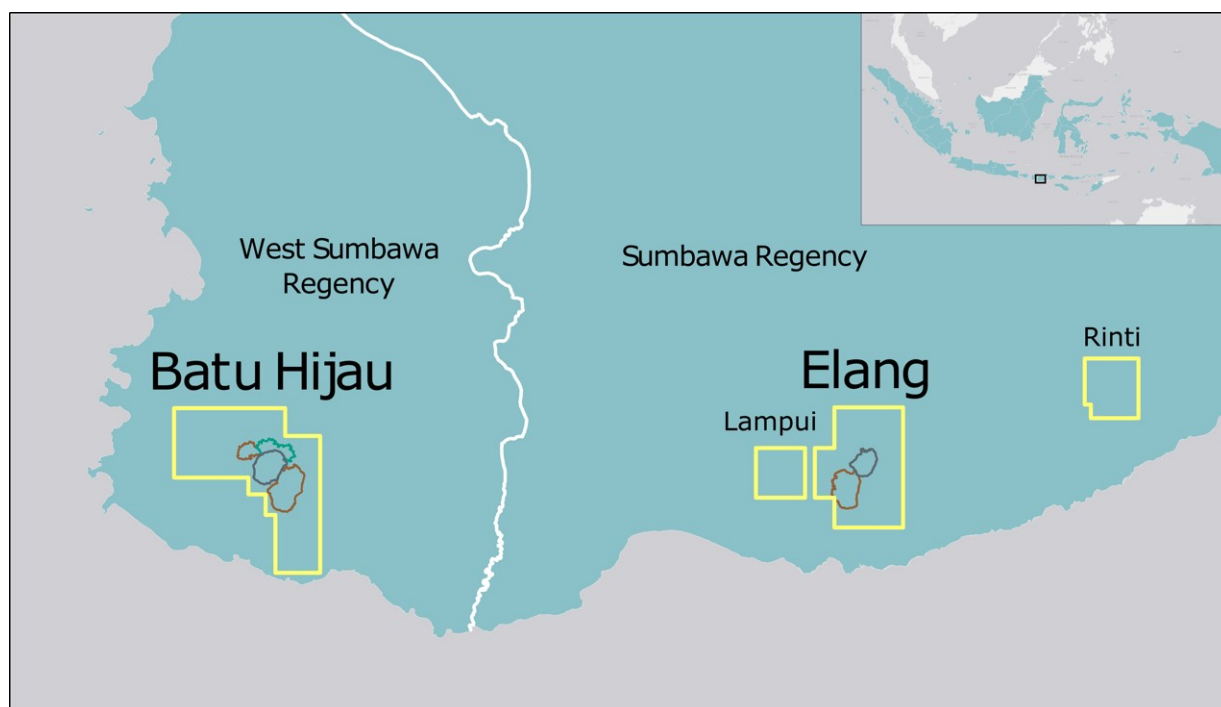 West Sumbawa
Regency
Sumbawa Regency
Rinti
Batu Hijau
Elang
Lampui